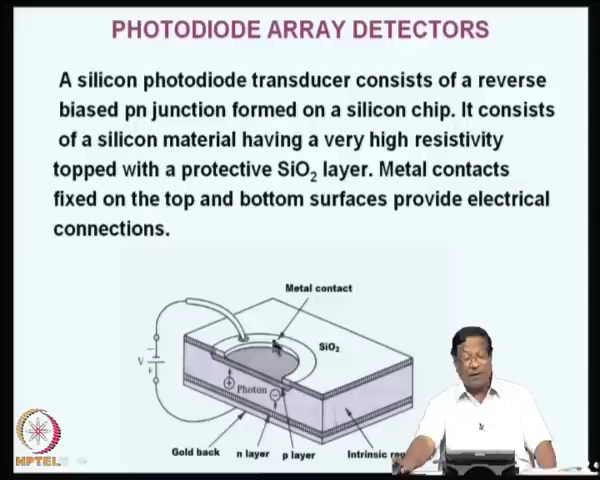 PHOTODIODE ARRAY DETECTORS
A silicon photodiode transducer consists of a reverse
biased pn junction formed on a silicon chip. It consists
of a silicon material having a very high resistivity
topped with a protective SiO₂ layer. Metal contacts
fixed on the top and bottom surfaces provide electrical
connections.
Metal contact
SiO₂
V
Photon
Gold back
n layer
p layer
Intrinsic
NPTEL